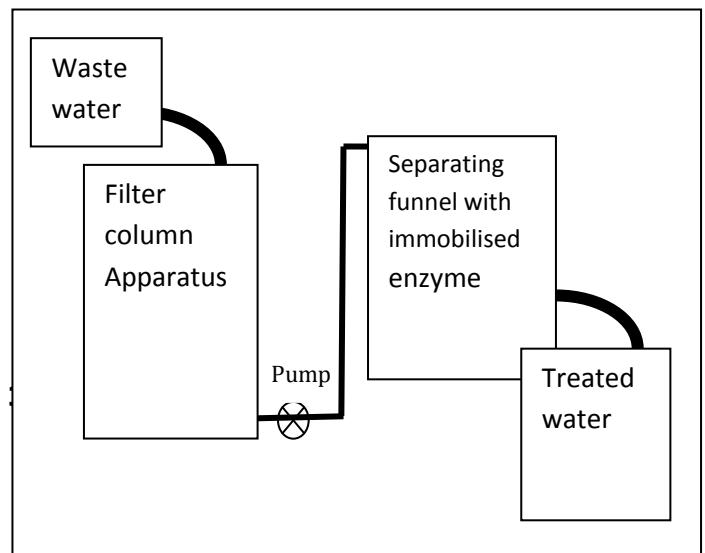 Waste
water
Filter
column
Apparatus
Pump
Separating
funnel with
immobilised
enzyme
Treated
water